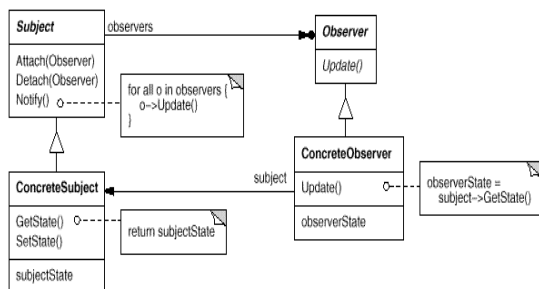 Subject
observers
Observer
Attach(Observer)
Detach(Observer)
Notify()
for all o in observers {
o->Update()
}
Update()
ConcreteSubject
GetState()
SetState()
subjectState
return subjectState
subject
ConcreteObserver
Update()
observerState
observerState =
subject->GetState()